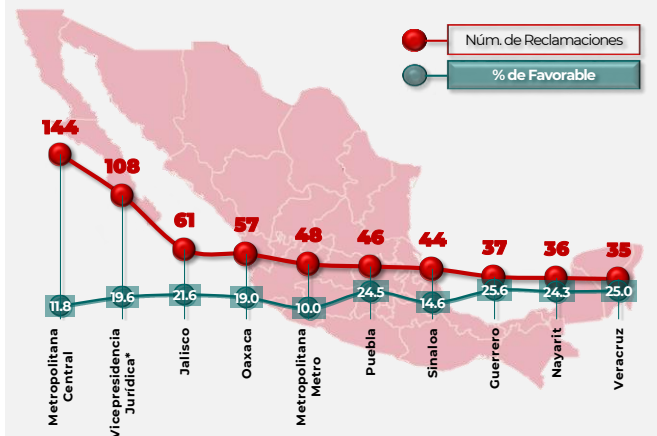 Núm. de Reclamaciones
% de Favorable
144
108
61
57
48
46
44
37
36
35
11.8
19.6
21.6
19.0
10.0
24.5
14.6
25.6
24.3
25.0
Metropolitana
Central
Vicepresidencia
Jurídica*
Jalisco
Oaxaca
Metropolitana
Metro
Puebla
Sinaloa
Guerrero
Nayarit
Veracruz